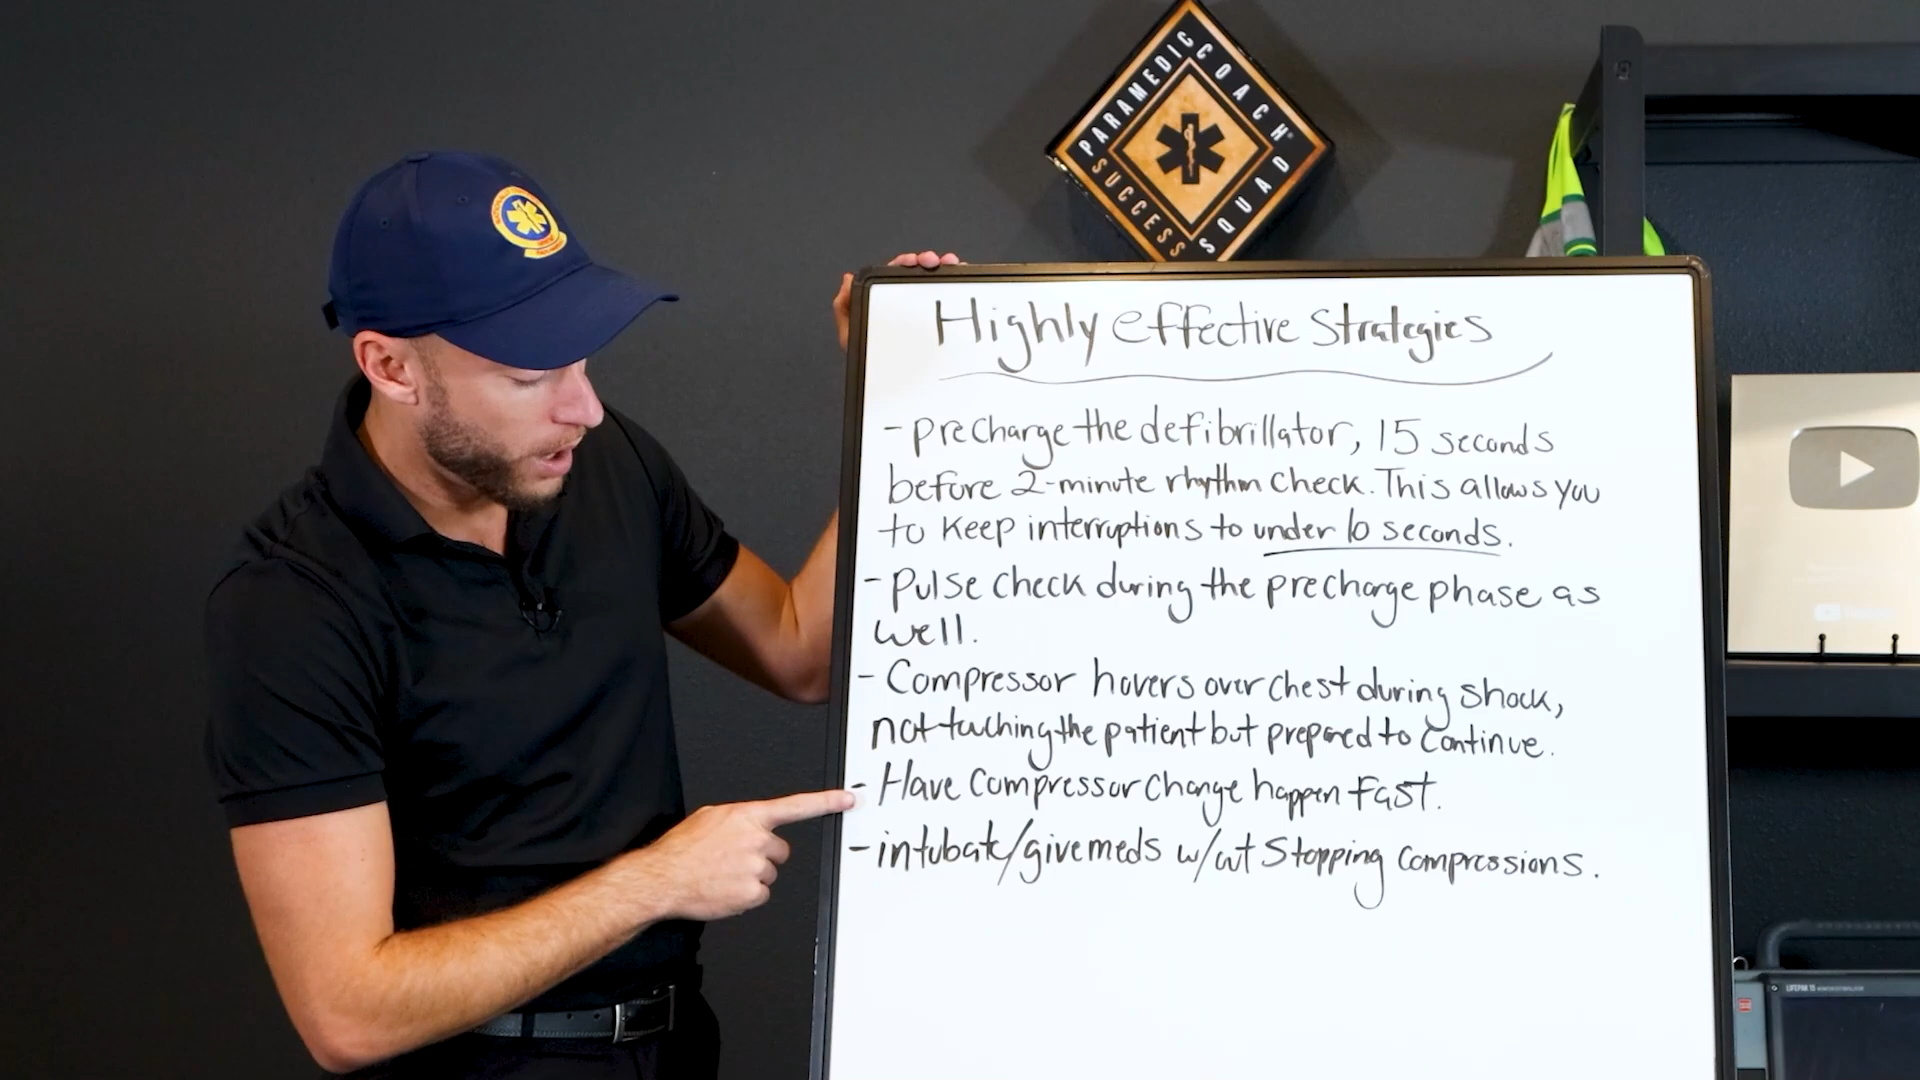 PARAMEDIC COACH
SUCCESS SQUAD
Highly effective Strategies
- precharge the defibrillator, 15 seconds
before 2-minute rhythm check. This allows you
to keep interruptions to under 10 seconds.
- Pulse check during the precharge phase as
well.
- Compressor hovers over chest during shock,
not touching the patient but prepared to continue.
- Have compressor change happen fast.
- intubate/give meds w/out stopping compressions.
LIFEPAK 15